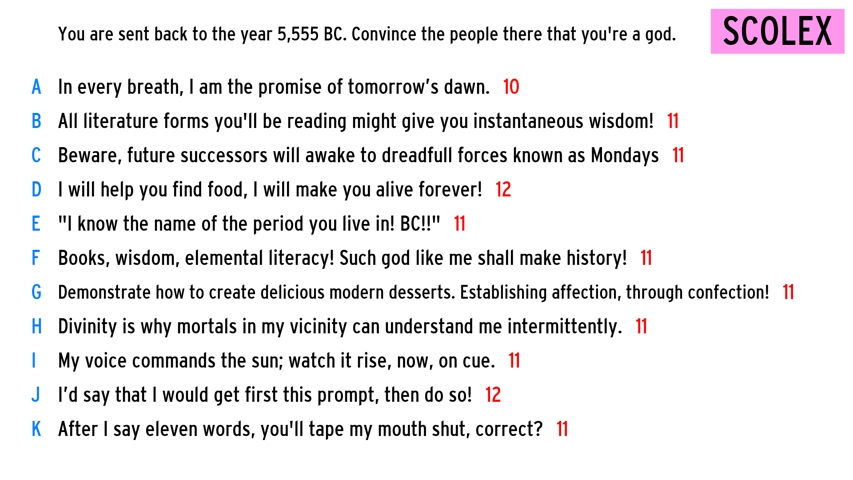 You are sent back to the year 5,555 BC. Convince the people there that you're a god.
SCOLEX
A In every breath, I am the promise of tomorrow’s dawn. 10
B All literature forms you'll be reading might give you instantaneous wisdom! 11
C Beware, future successors will awake to dreadfull forces known as Mondays 11
D I will help you find food, I will make you alive forever! 12
E "I know the name of the period you live in! BC!!" 11
F Books, wisdom, elemental literacy! Such god like me shall make history! 11
G Demonstrate how to create delicious modern desserts. Establishing affection, through confection! 11
H Divinity is why mortals in my vicinity can understand me intermittently. 11
I My voice commands the sun; watch it rise, now, on cue. 11
J I’d say that I would get first this prompt, then do so! 12
K After I say eleven words, you'll tape my mouth shut, correct? 11